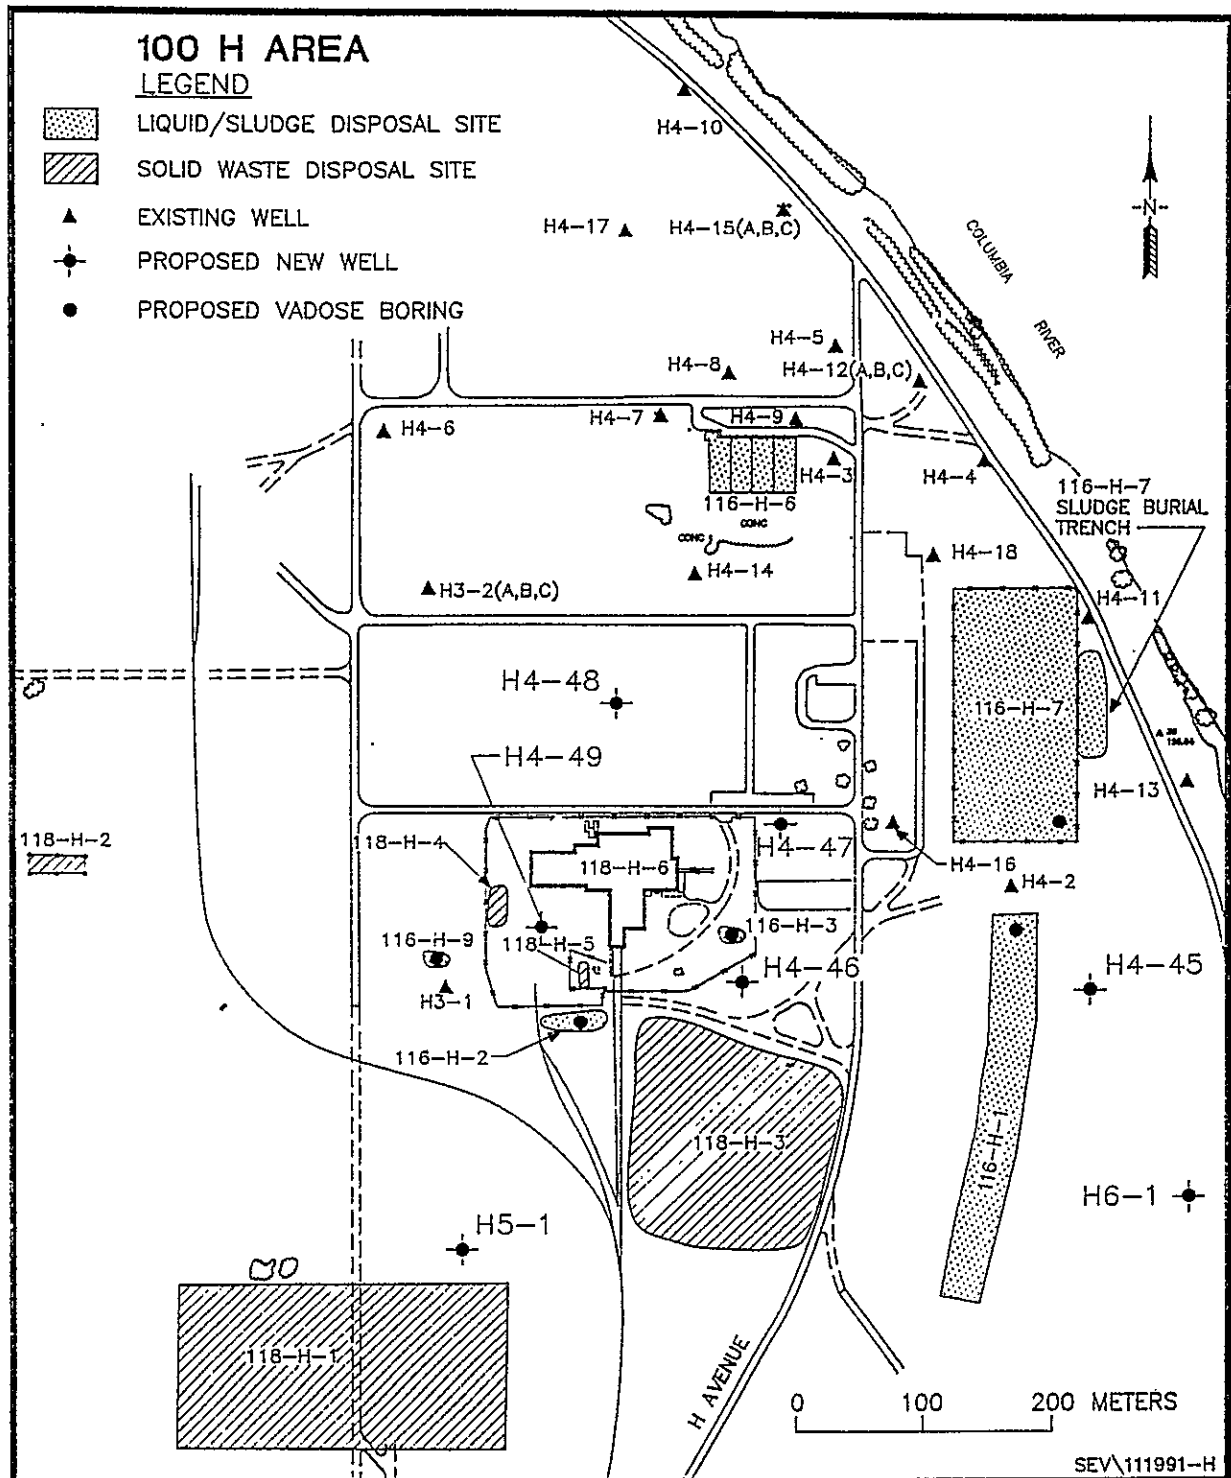 100 H AREA
LEGEND
LIQUID/SLUDGE DISPOSAL SITE
SOLID WASTE DISPOSAL SITE
EXISTING WELL
PROPOSED NEW WELL
PROPOSED VADOSE BORING
H4-10
H4-17
H4-15(A,B,C)
-N-
COLUMBIA
RIVER
H4-5
H4-8
H4-12(A,B,C)
H4-7
H4-9
H4-6
H4-3
H4-4
116-H-7
SLUDGE BURIAL
TRENCH
116-H-6
CONC
CONC
H4-18
H4-14
H3-2(A,B,C)
H4-11
H4-48
116-H-7
H4-49
H4-13
118-H-2
118-H-4
118-H-6
H4-47
H4-16
H4-2
116-H-9
118-H-5
116-H-3
H4-46
H4-45
H3-1
116-H-2
118-H-3
116-H-1
H6-1
H5-1
118-H-1
H AVENUE
0 100 200 METERS
SEV\111991-H